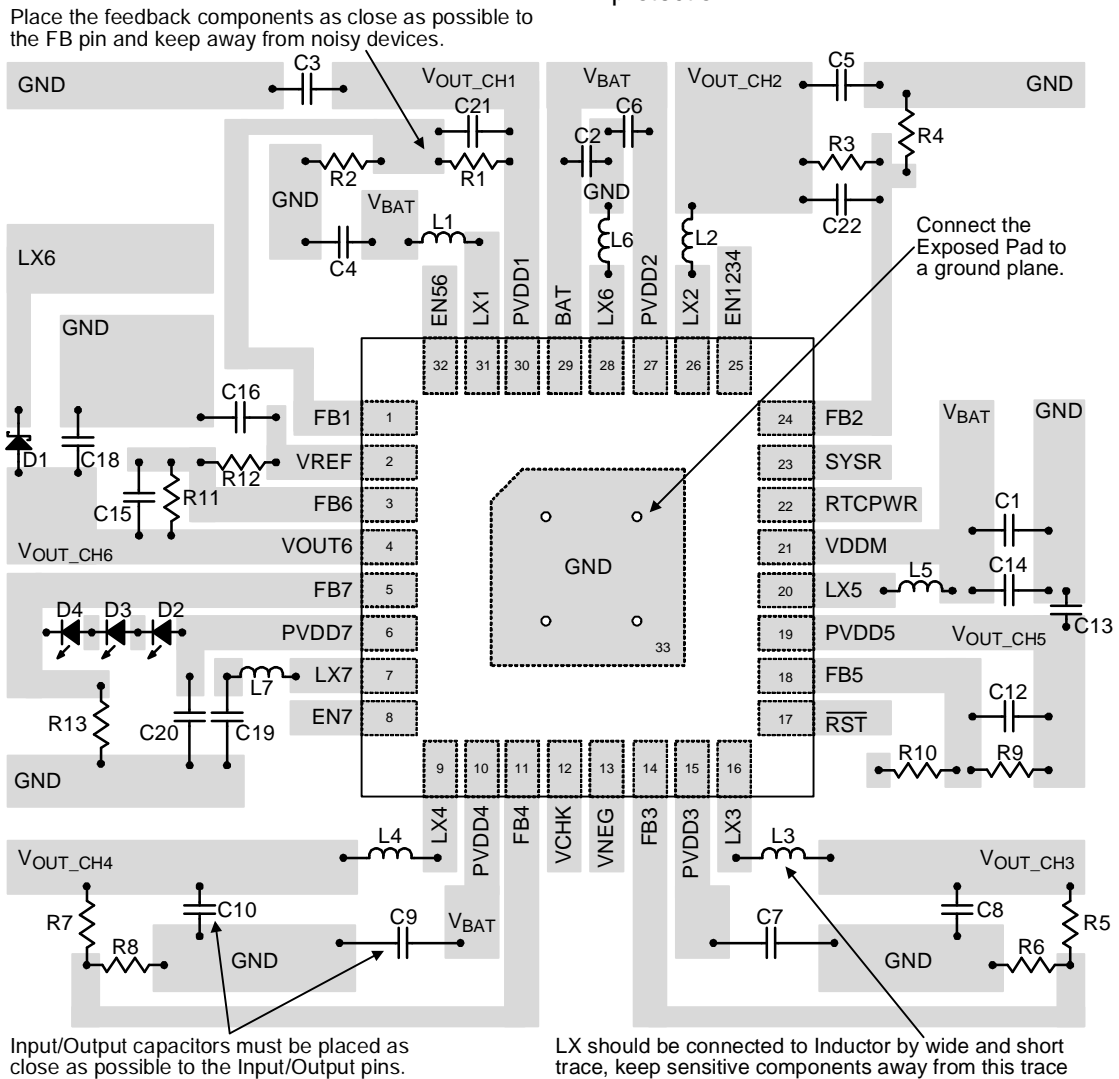 Place the feedback components as close as possible to
the FB pin and keep away from noisy devices.
GND
C3
VOUT_CH1
VBAT
VOUT_CH2
C5
GND
C21
C6
C2
R4
R2
R1
R3
GND
VBAT
GND
C22
L1
C4
L6
L2
Connect the
Exposed Pad to
a ground plane.
LX6
EN56
LX1
PVDD1
BAT
LX6
PVDD2
LX2
EN1234
GND
32
31
30
29
28
27
26
25
C16
FB1
1
24
FB2
VBAT
GND
D1
C18
R12
VREF
2
23
SYSR
C15
R11
FB6
3
22
RTCPWR
C1
VOUT_CH6
VOUT6
4
GND
21
VDDM
FB7
5
20
LX5
L5
C14
C13
D4
D3
D2
PVDD7
6
33
19
PVDD5
VOUT_CH5
L7
LX7
7
18
FB5
R13
C20
C19
EN7
8
17
RST
C12
R10
R9
GND
9
10
11
12
13
14
15
16
LX4
PVDD4
FB4
VCHK
VNEG
FB3
PVDD3
LX3
VOUT_CH4
L4
L3
VOUT_CH3
R7
C10
C9
VBAT
C7
C8
R5
R8
GND
GND
R6
Input/Output capacitors must be placed as
close as possible to the Input/Output pins.
LX should be connected to Inductor by wide and short
trace, keep sensitive components away from this trace